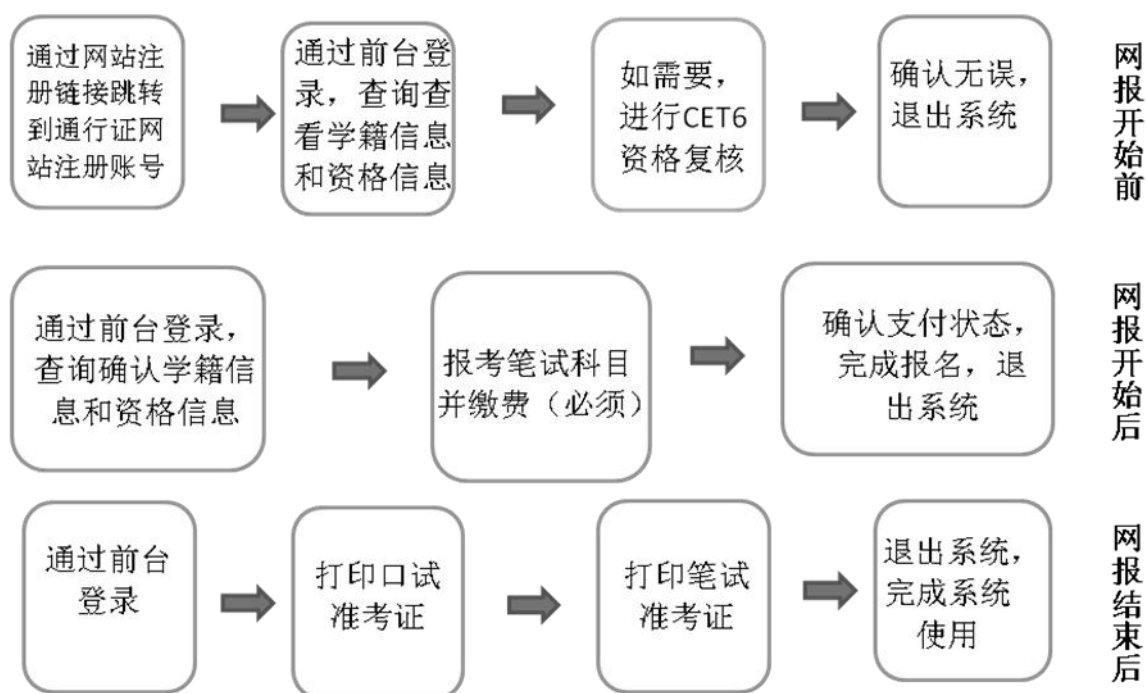 通过网站注
册链接跳转
到通行证网
站注册账号
通过前台登
录，查询查
看学籍信息
和资格信息
如需要，
进行CET6
资格复核
确认无误，
退出系统
网报开始前
通过前台登录，
查询确认学籍信
息和资格信息
报考笔试科目
并缴费（必须）
确认支付状态，
完成报名，退
出系统
网报开始后
通过前台
登录
打印口试
准考证
打印笔试
准考证
退出系统，
完成系统
使用
网报结束后